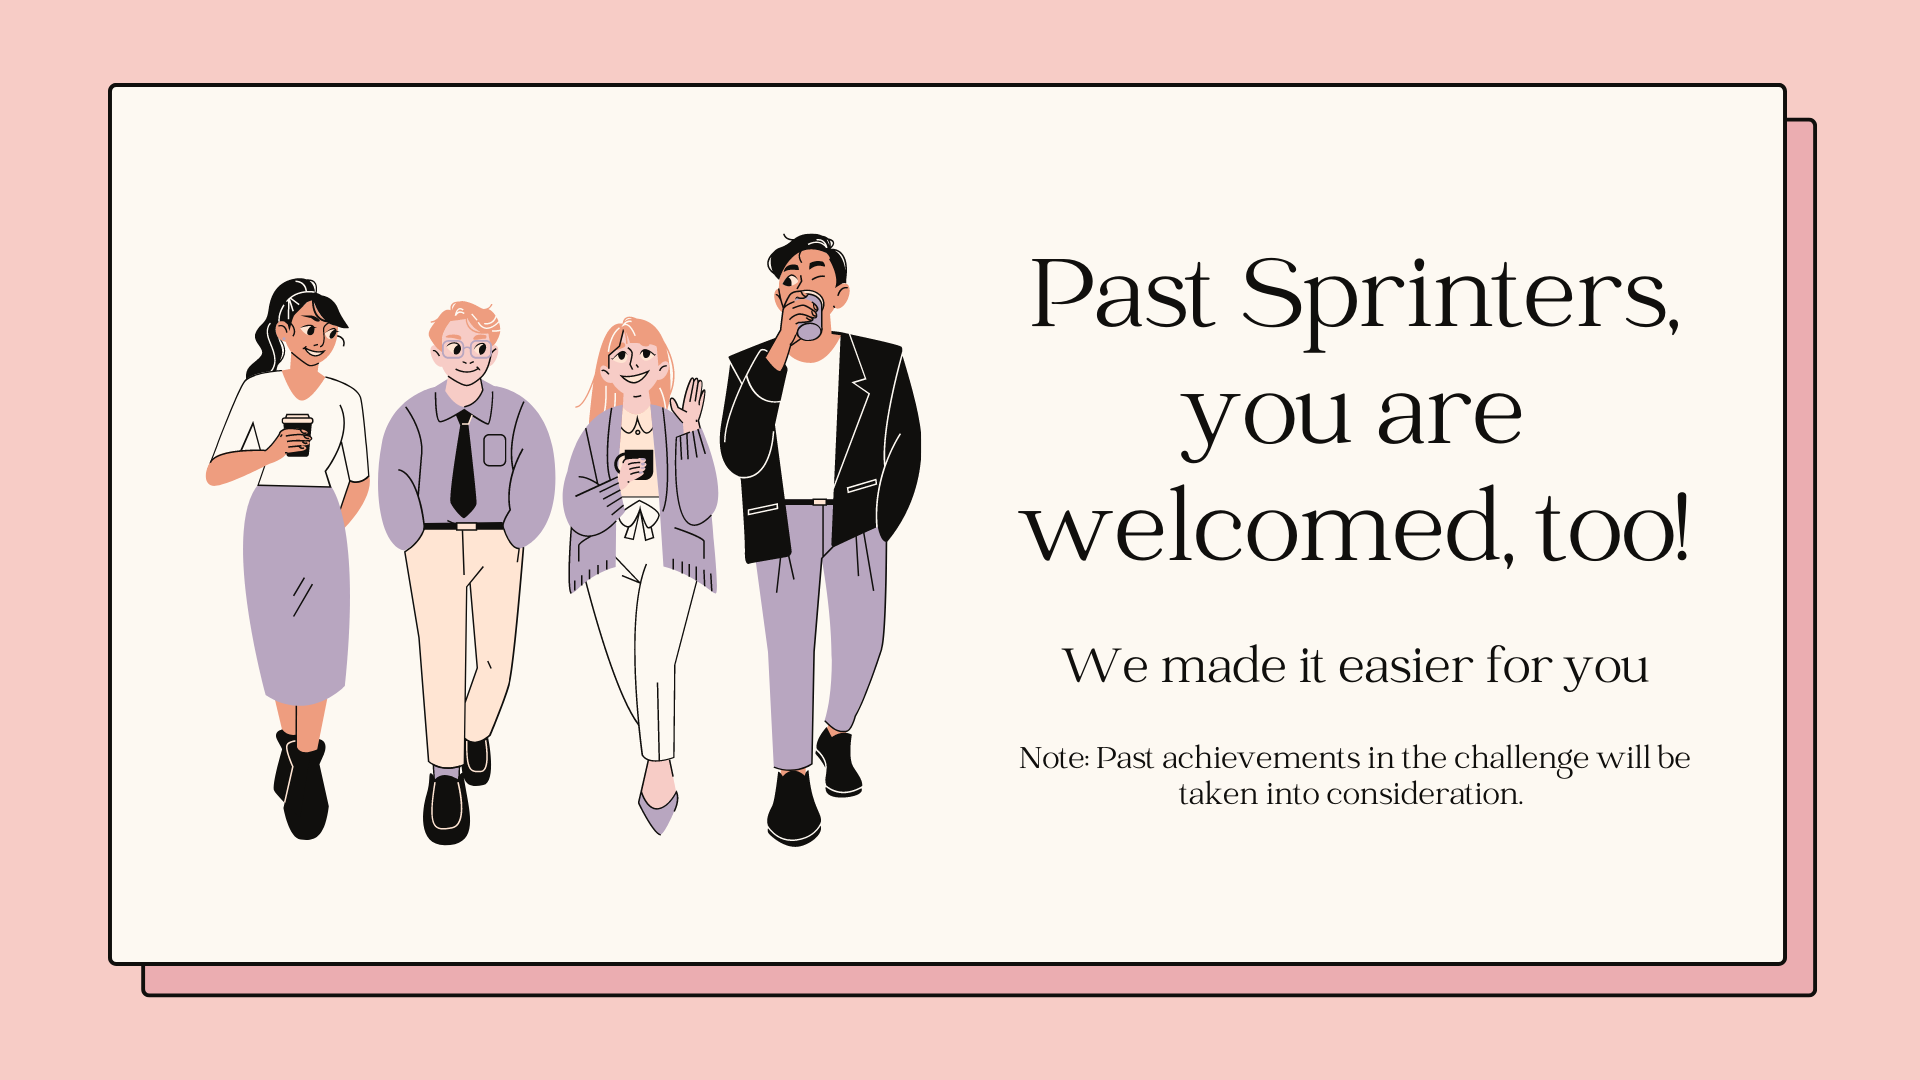 Past Sprinters,
you are
welcomed, too!
We made it easier for you
Note: Past achievements in the challenge will be
taken into consideration.